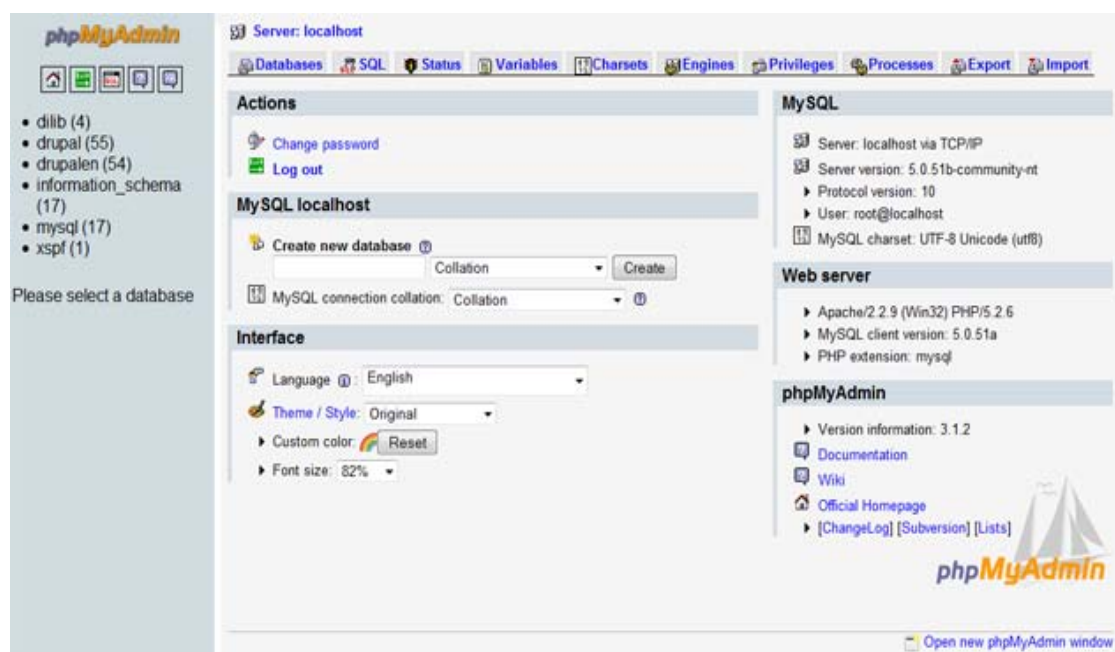 phpMyAdmin
dilib (4)
drupal (55)
drupalen (54)
information_schema
(17)
mysql (17)
xspf (1)
Please select a database
Server: localhost
Databases SQL Status Variables Charsets Engines Privileges Processes Export Import
Actions
Change password
Log out
MySQL localhost
Create new database
Collation Create
MySQL connection collation: Collation
Interface
Language : English
Theme / Style: Original
Custom color: Reset
Font size: 82%
MySQL
Server: localhost via TCP/IP
Server version: 5.0.51b-community-nt
Protocol version: 10
User: root@localhost
MySQL charset: UTF-8 Unicode (utf8)
Web server
Apache/2.2.9 (Win32) PHP/5.2.6
MySQL client version: 5.0.51a
PHP extension: mysql
phpMyAdmin
Version information: 3.1.2
Documentation
Wiki
Official Homepage
[ChangeLog] [Subversion] [Lists]
phpMyAdmin
Open new phpMyAdmin window